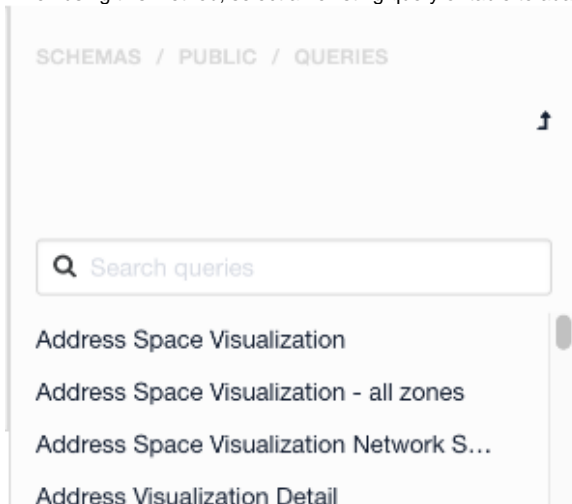 SCHEMAS / PUBLIC / QUERIES
Search queries
Address Space Visualization
Address Space Visualization - all zones
Address Space Visualization Network S...
Address Visualization Detail